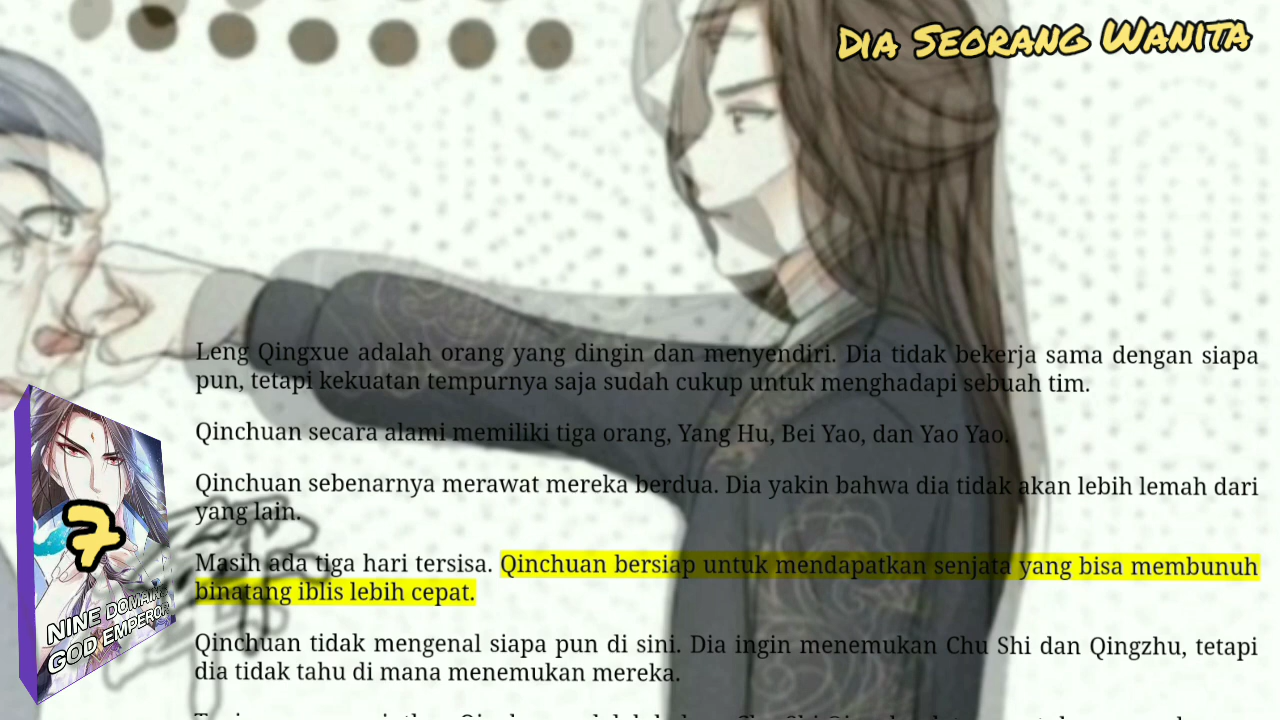 Dia Seorang Wanita
Leng Qingxue adalah orang yang dingin dan menyendiri. Dia tidak bekerja sama dengan siapa
pun, tetapi kekuatan tempurnya saja sudah cukup untuk menghadapi sebuah tim.
Qinchuan secara alami memiliki tiga orang, Yang Hu, Bei Yao, dan Yao Yao.
Qinchuan sebenarnya merawat mereka berdua. Dia yakin bahwa dia tidak akan lebih lemah dari
yang lain.
Masih ada tiga hari tersisa. Qinchuan bersiap untuk mendapatkan senjata yang bisa membunuh
binatang iblis lebih cepat.
Qinchuan tidak mengenal siapa pun di sini. Dia ingin menemukan Chu Shi dan Qingzhu, tetapi
dia tidak tahu di mana menemukan mereka.
7
NINE DOMAINS
GOD EMPEROR